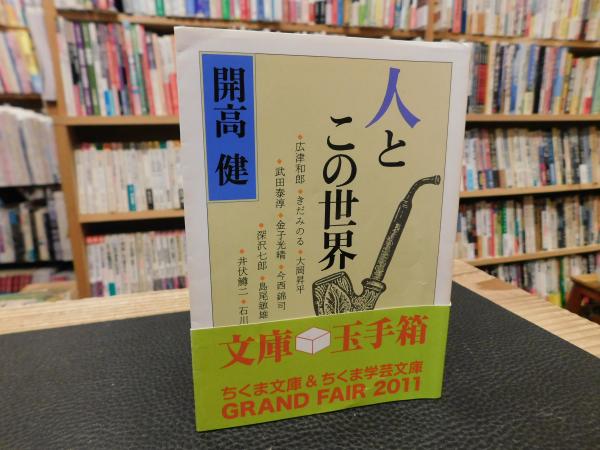 人と
この世界
開高 健
◆広津和郎◆きだみのる◆大岡昇平
◆武田泰淳◆金子光晴◆今西錦司
◆深沢七郎◆島尾敏雄
◆井伏鱒二◆石川
文庫 玉手箱
ちくま文庫&ちくま学芸文庫
GRAND FAIR 2011